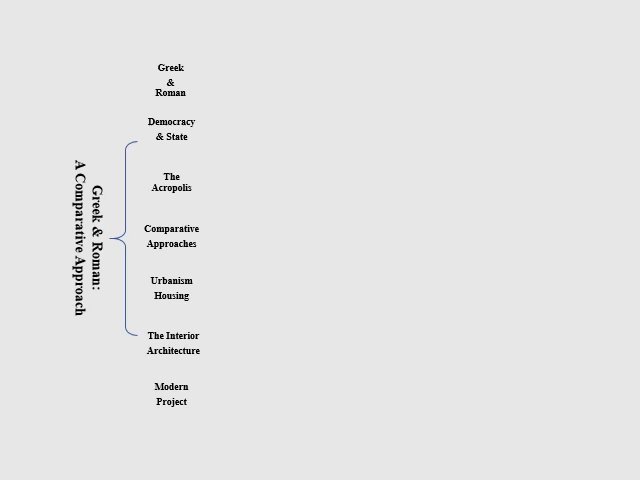 Greek & Roman:
A Comparative Approach
Greek
&
Roman
Democracy
& State
The
Acropolis
Comparative
Approaches
Urbanism
Housing
The Interior
Architecture
Modern
Project